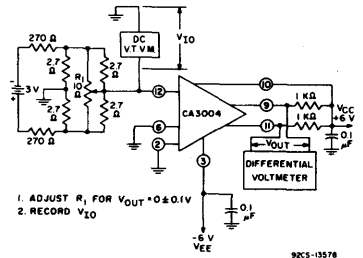 DC
V.T.V.M.
V_IO
270 Ω
3 V
2.7 Ω
R1
10 Ω
2.7 Ω
2.7 Ω
2.7 Ω
270 Ω
12
6
2
CA3004
10
9
11
3
1 KΩ
1 KΩ
VCC
+6 V
0.1 μF
VOUT
DIFFERENTIAL
VOLTMETER
0.1
μF
-6 V
VEE
1. ADJUST R1 FOR VOUT = 0 ± 0.1V
2. RECORD VIO
92CS-13578